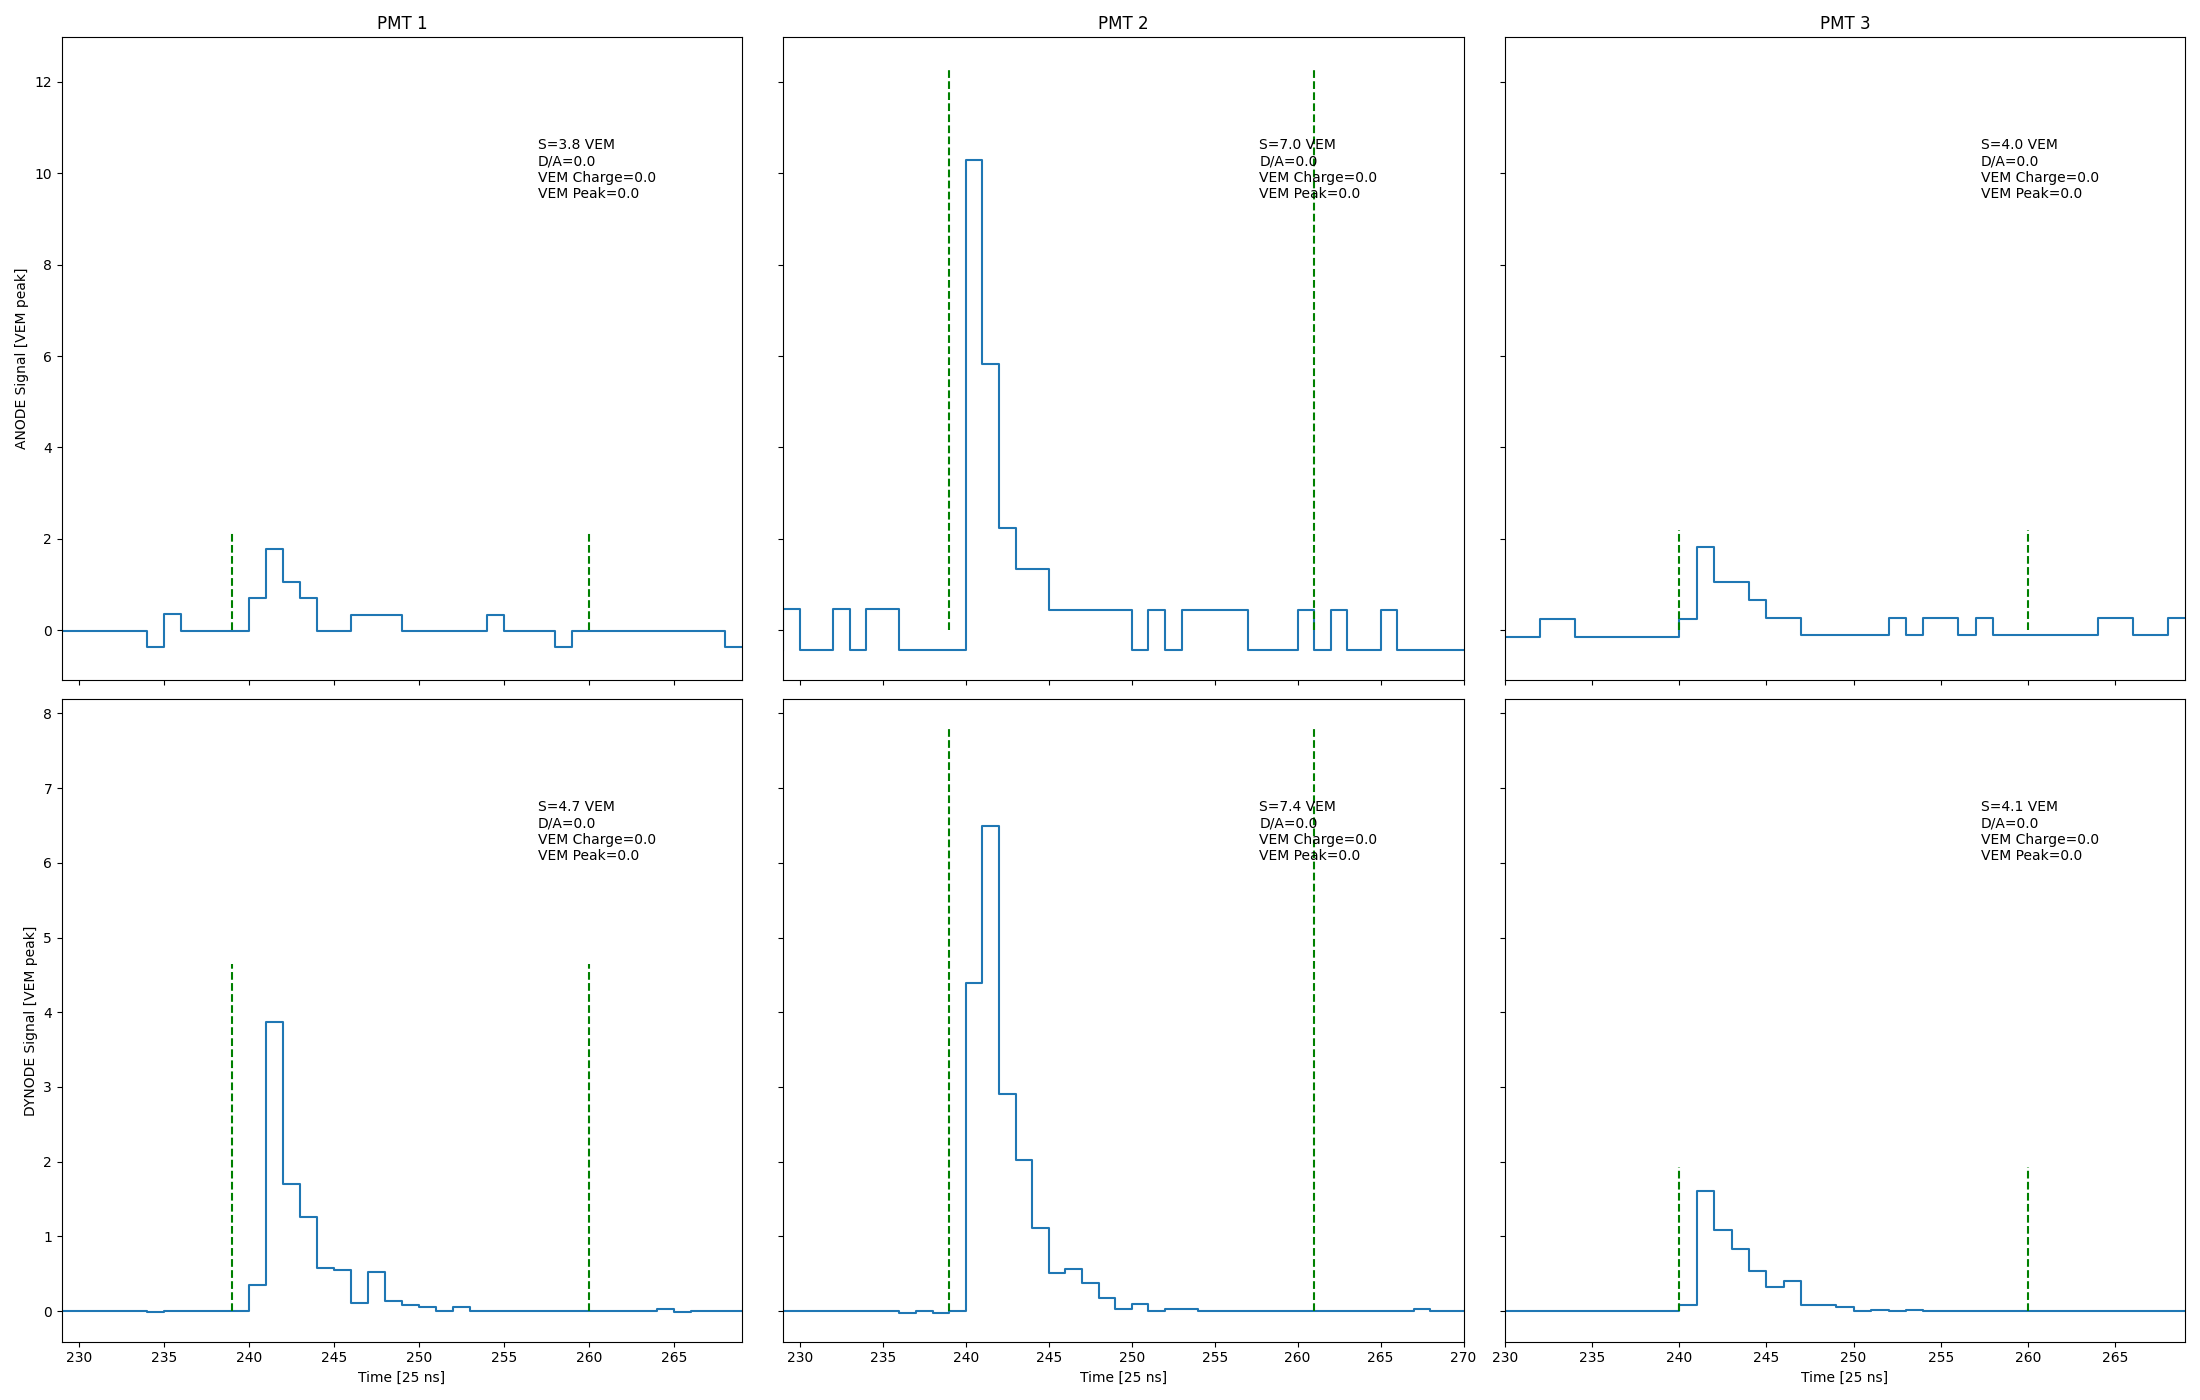 PMT 1
PMT 2
PMT 3
ANODE Signal [VEM peak]
12
10
8
6
4
2
0
S=3.8 VEM
D/A=0.0
VEM Charge=0.0
VEM Peak=0.0
S=7.0 VEM
D/A=0.0
VEM Charge=0.0
VEM Peak=0.0
S=4.0 VEM
D/A=0.0
VEM Charge=0.0
VEM Peak=0.0
DYNODE Signal [VEM peak]
8
7
6
5
4
3
2
1
0
S=4.7 VEM
D/A=0.0
VEM Charge=0.0
VEM Peak=0.0
S=7.4 VEM
D/A=0.0
VEM Charge=0.0
VEM Peak=0.0
S=4.1 VEM
D/A=0.0
VEM Charge=0.0
VEM Peak=0.0
230 235 240 245 250 255 260 265
230 235 240 245 250 255 260 265 270
230 235 240 245 250 255 260 265
Time [25 ns]
Time [25 ns]
Time [25 ns]